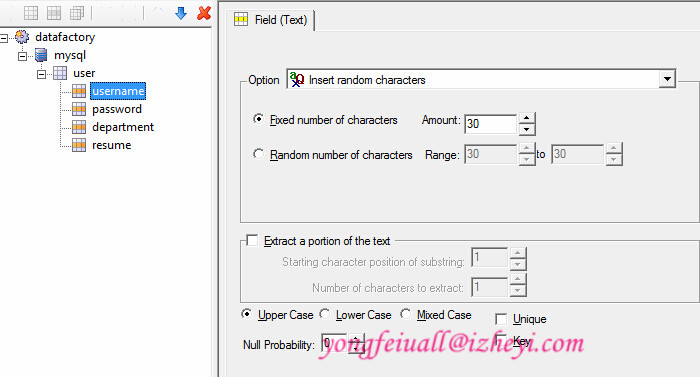 datafactory
mysql
user
username
password
department
resume
Field (Text)
Option Insert random characters
Fixed number of characters Amount: 30
Random number of characters Range: 30 to 30
Extract a portion of the text
Starting character position of substring: 1
Number of characters to extract: 1
Upper Case Lower Case Mixed Case Unique
Null Probability: 0 Key
yongfeiuall@izheyi.com